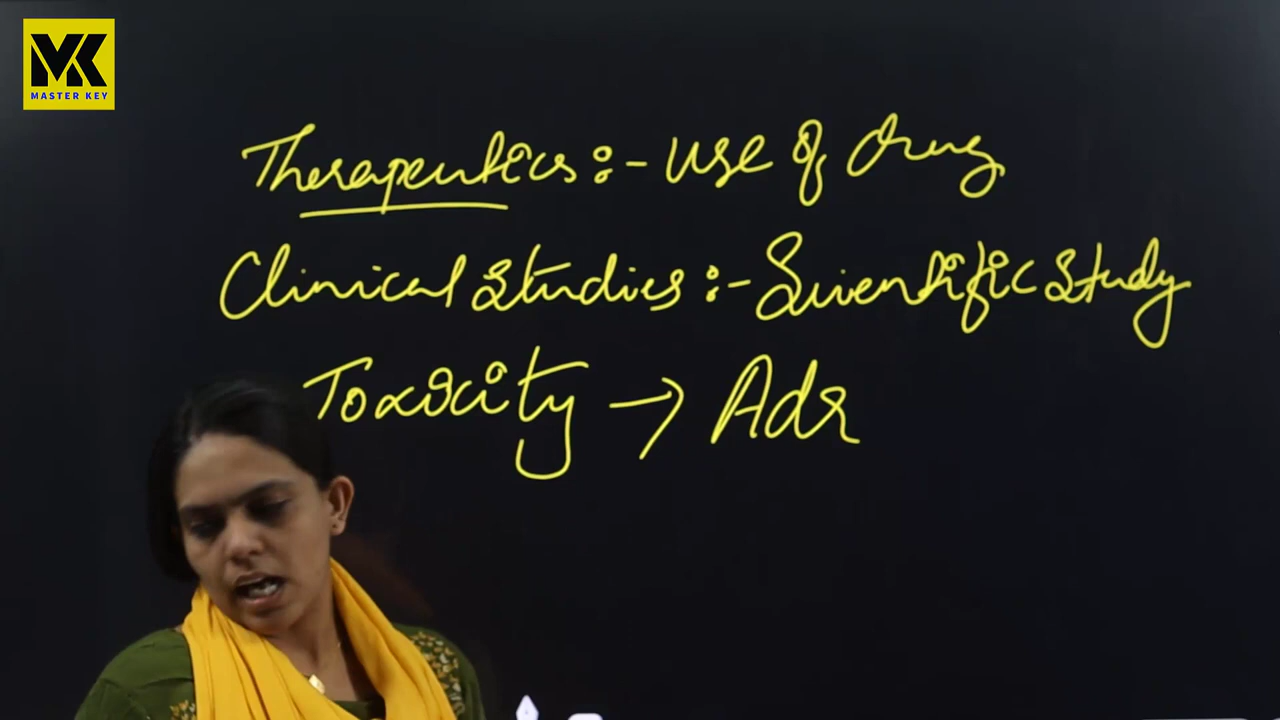 MK
MASTER KEY
Therapeutics :- use of drug
Clinical Studies :- Scientific study
Toxicity → Adr